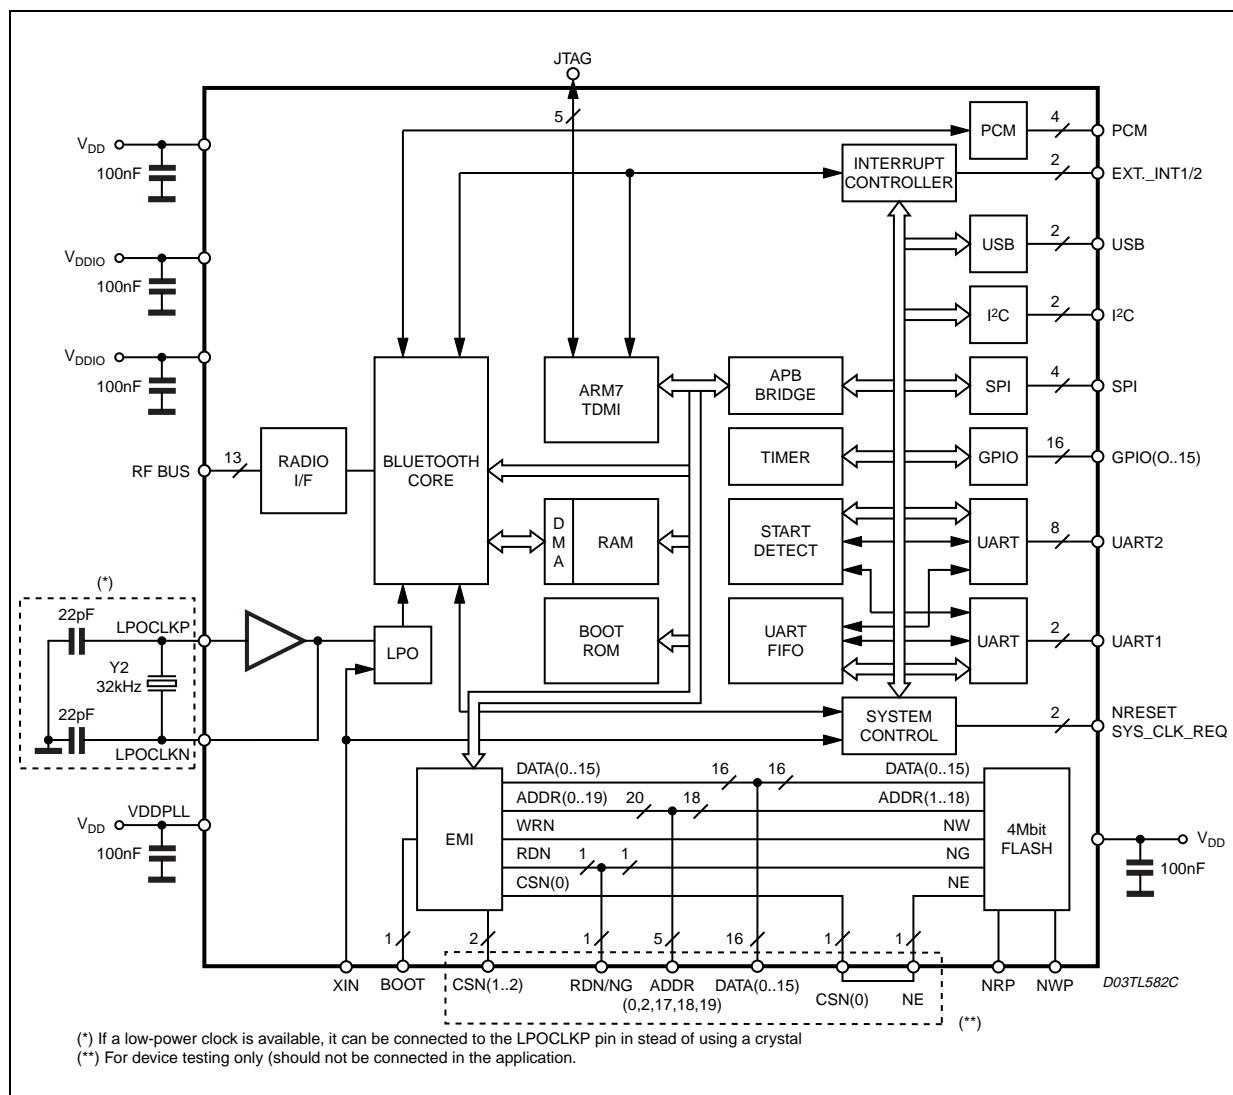 JTAG
5
PCM
4
PCM
VDD
100nF
INTERRUPT
CONTROLLER
2
EXT._INT1/2
USB
2
USB
VDDIO
100nF
I²C
2
I²C
VDDIO
100nF
ARM7
TDMI
APB
BRIDGE
SPI
4
SPI
RF BUS
13
RADIO
I/F
BLUETOOTH
CORE
TIMER
GPIO
16
GPIO(O..15)
D
M
A
RAM
START
DETECT
UART
8
UART2
(*)
22pF
LPOCLKP
Y2
32kHz
22pF
LPOCLKN
LPO
BOOT
ROM
UART
FIFO
UART
2
UART1
SYSTEM
CONTROL
2
NRESET
SYS_CLK_REQ
DATA(0..15)
16
16
DATA(0..15)
ADDR(0..19)
20
18
ADDR(1..18)
WRN
NW
RDN
1
1
NG
CSN(0)
NE
EMI
4Mbit
FLASH
VDD
VDDPLL
100nF
VDD
100nF
1
2
1
5
16
1
1
XIN
BOOT
CSN(1..2)
RDN/NG
ADDR
(0,2,17,18,19)
DATA(0..15)
CSN(0)
NE
NRP
NWP
D03TL582C
(**)
(*) If a low-power clock is available, it can be connected to the LPOCLKP pin in stead of using a crystal
(**) For device testing only (should not be connected in the application.